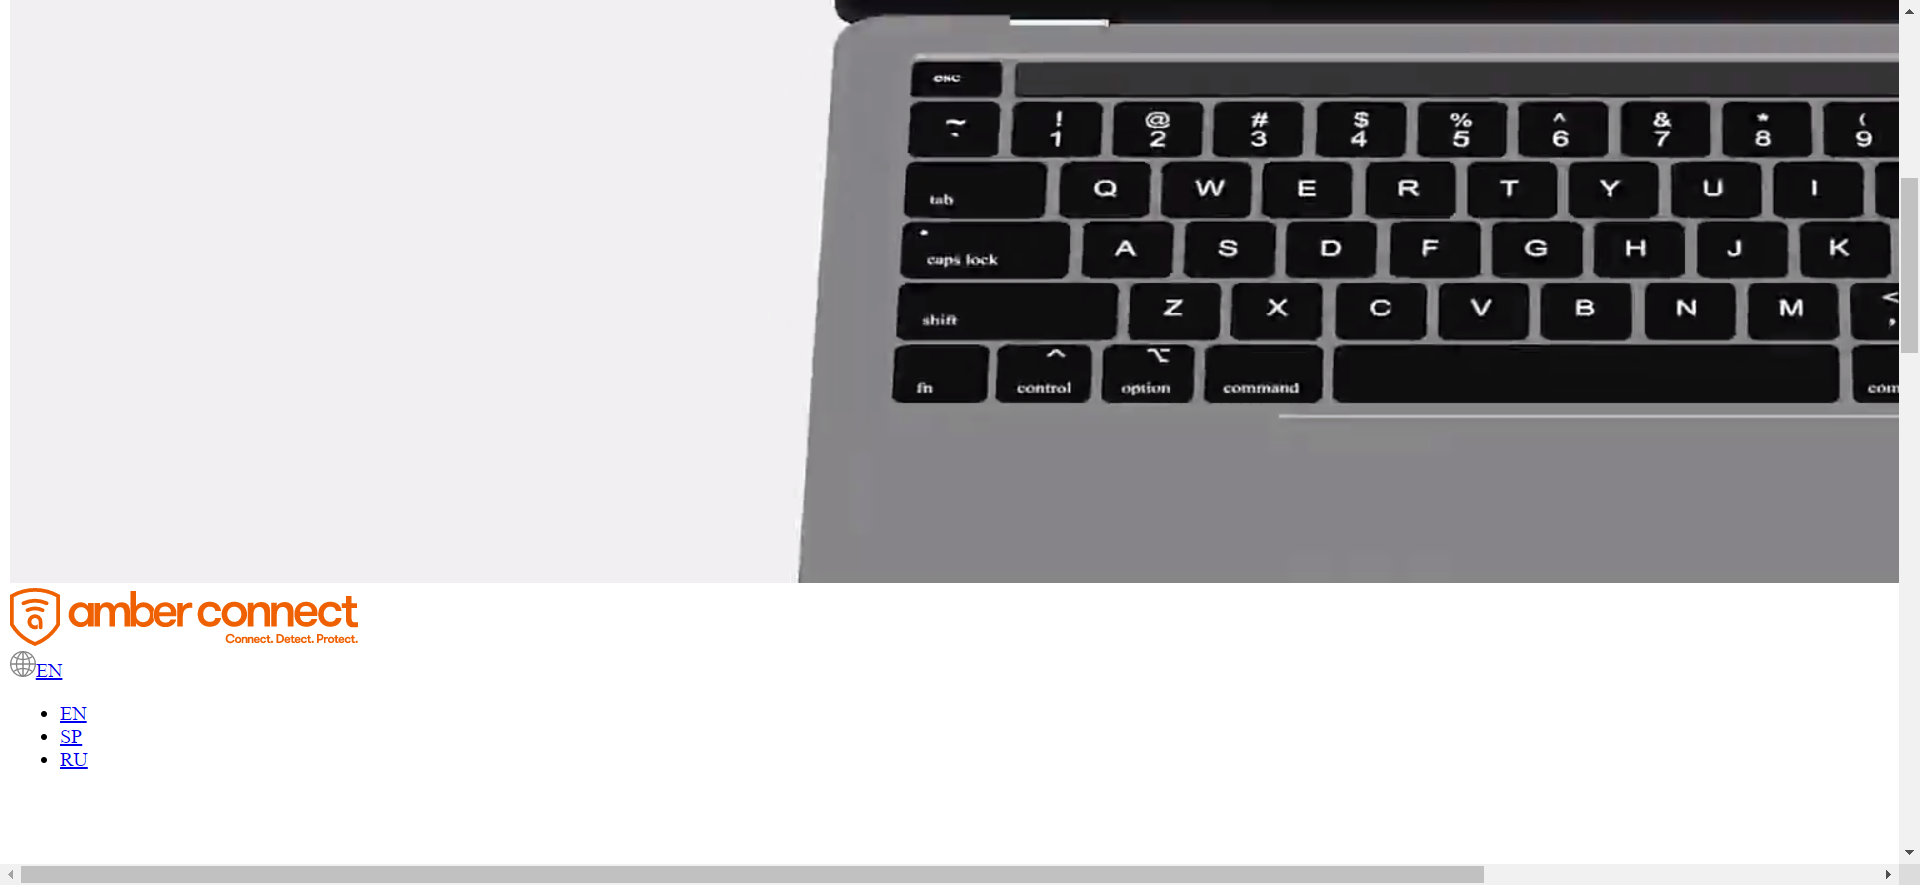 esc
~ ` ! 1 @ 2 # 3 $ 4 % 5 ^ 6 & 7 * 8 ( 9
tab Q W E R T Y U I
caps lock A S D F G H J K
shift Z X C V B N M < ,
fn ^ control ⌥ option command com
amber connect
Connect. Detect. Protect.
EN
EN
SP
RU